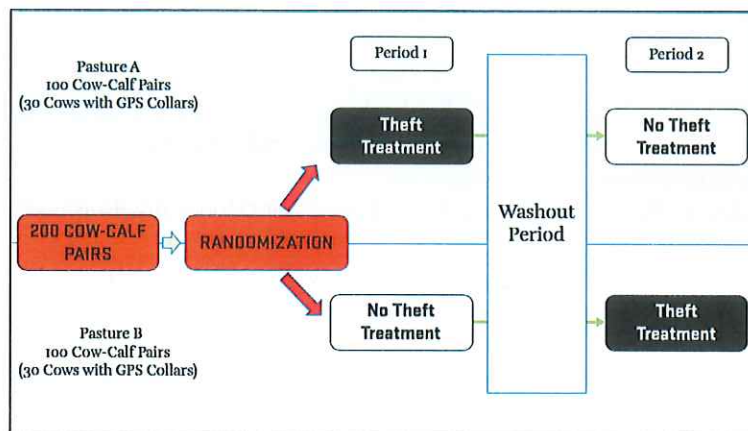 Pasture A
100 Cow-Calf Pairs
(30 Cows with GPS Collars)
Period 1
Period 2
Theft
Treatment
No Theft
Treatment
200 COW-CALF
PAIRS
RANDOMIZATION
Washout
Period
Pasture B
100 Cow-Calf Pairs
(30 Cows with GPS Collars)
No Theft
Treatment
Theft
Treatment